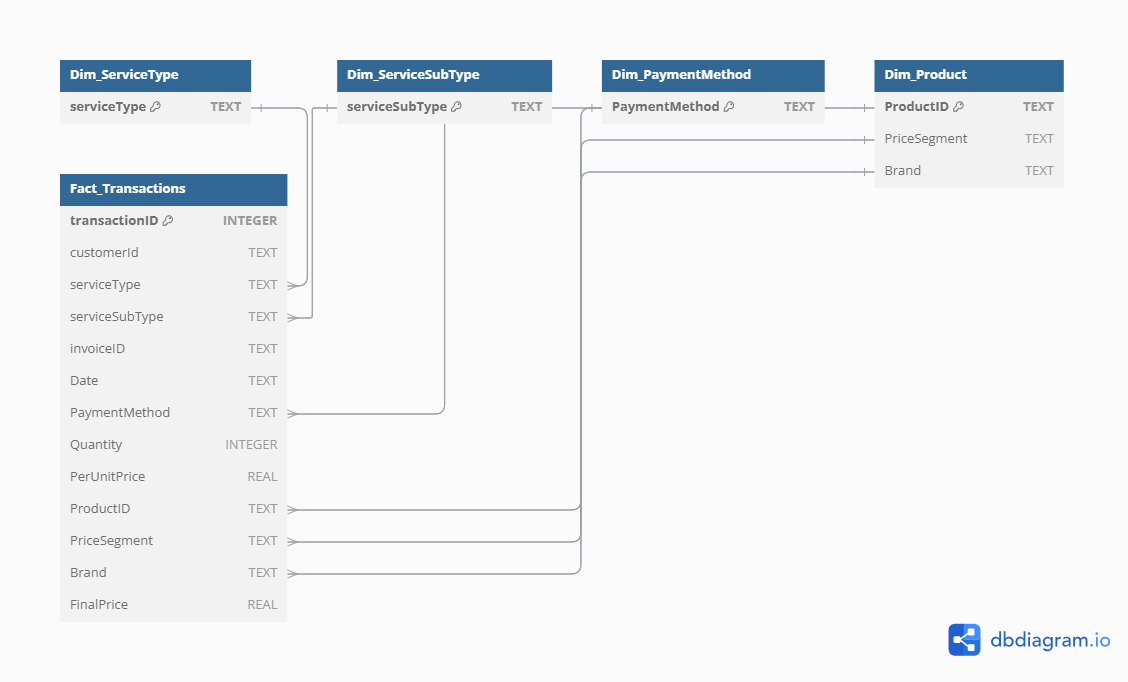 Dim_ServiceType
serviceType TEXT
Dim_ServiceSubType
serviceSubType TEXT
Dim_PaymentMethod
PaymentMethod TEXT
Dim_Product
ProductID TEXT
PriceSegment TEXT
Brand TEXT
Fact_Transactions
transactionID INTEGER
customerId TEXT
serviceType TEXT
serviceSubType TEXT
invoiceID TEXT
Date TEXT
PaymentMethod TEXT
Quantity INTEGER
PerUnitPrice REAL
ProductID TEXT
PriceSegment TEXT
Brand TEXT
FinalPrice REAL
dbdiagram.io